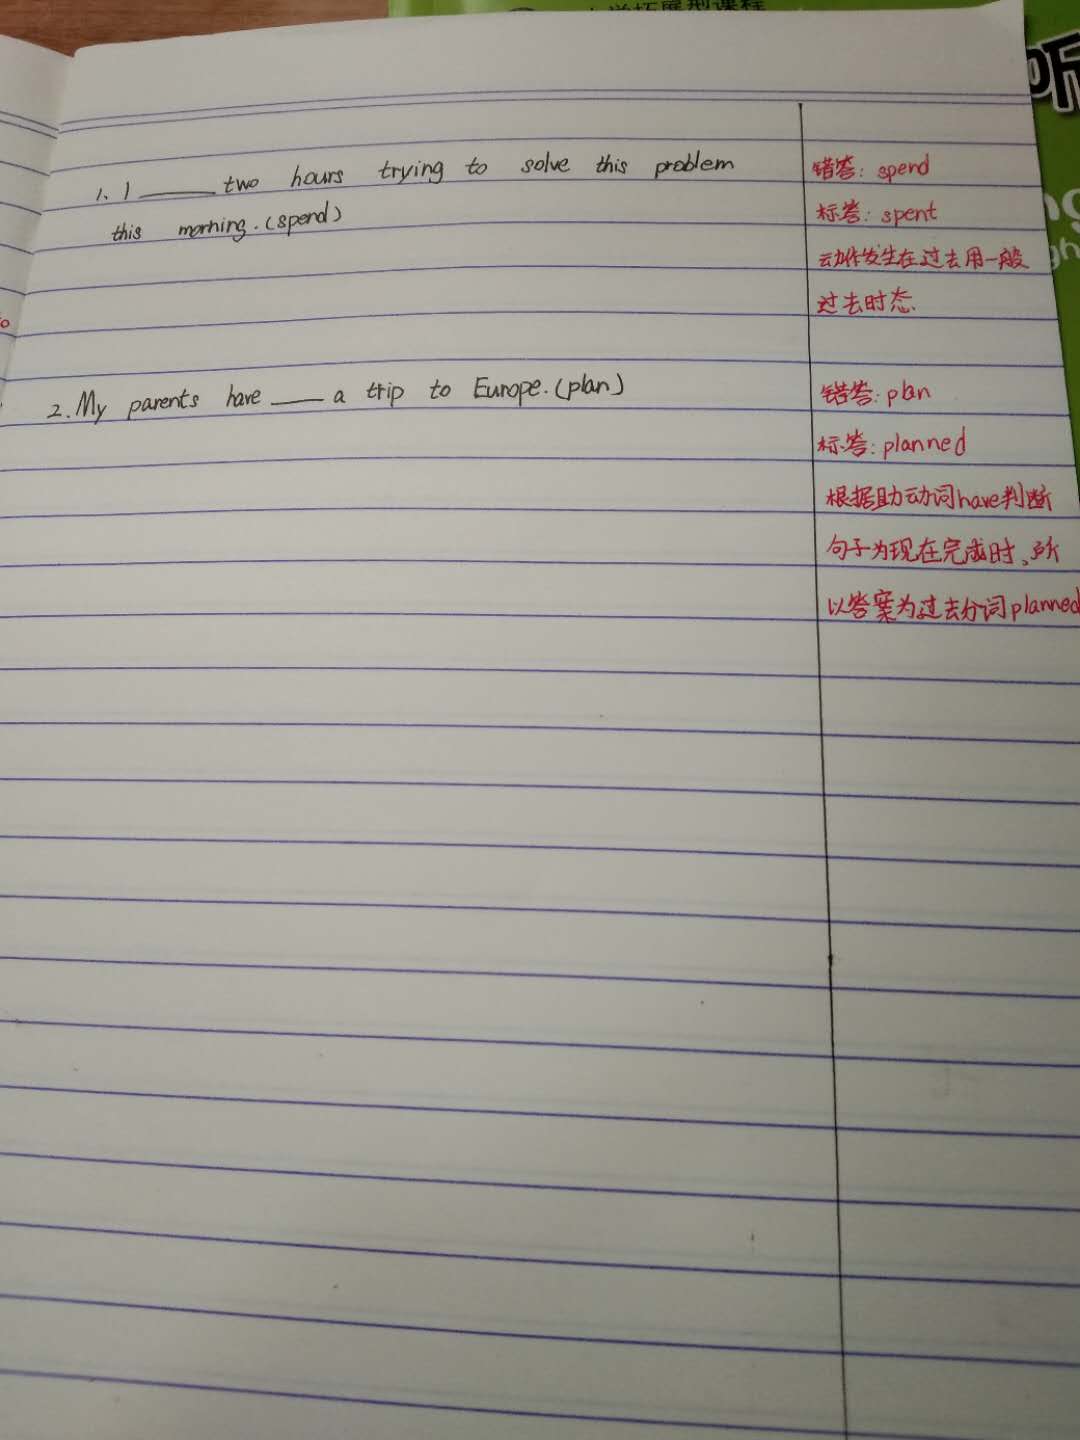 1. I ______ two hours trying to solve this problem
this morning. (spend)
错答: spend
标答: spent
动作发生在过去用一般
过去时态.
2. My parents have ____ a trip to Europe. (plan)
错答: plan
标答: planned
根据助动词have判断
句子为现在完成时、所
以答案为过去分词planned
听